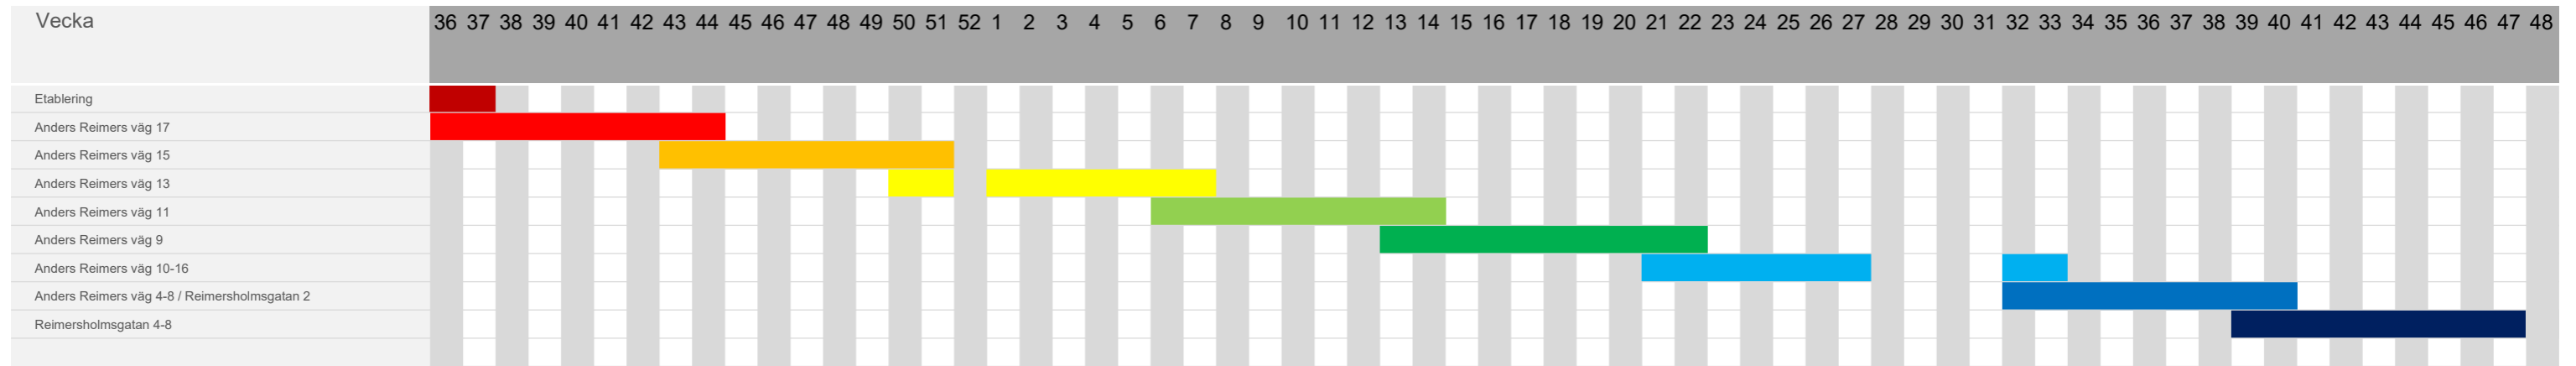 Vecka 36 37 38 39 40 41 42 43 44 45 46 47 48 49 50 51 52 1 2 3 4 5 6 7 8 9 10 11 12 13 14 15 16 17 18 19 20 21 22 23 24 25 26 27 28 29 30 31 32 33 34 35 36 37 38 39 40 41 42 43 44 45 46 47 48
Etablering
Anders Reimers väg 17
Anders Reimers väg 15
Anders Reimers väg 13
Anders Reimers väg 11
Anders Reimers väg 9
Anders Reimers väg 10-16
Anders Reimers väg 4-8 / Reimersholmsgatan 2
Reimersholmsgatan 4-8